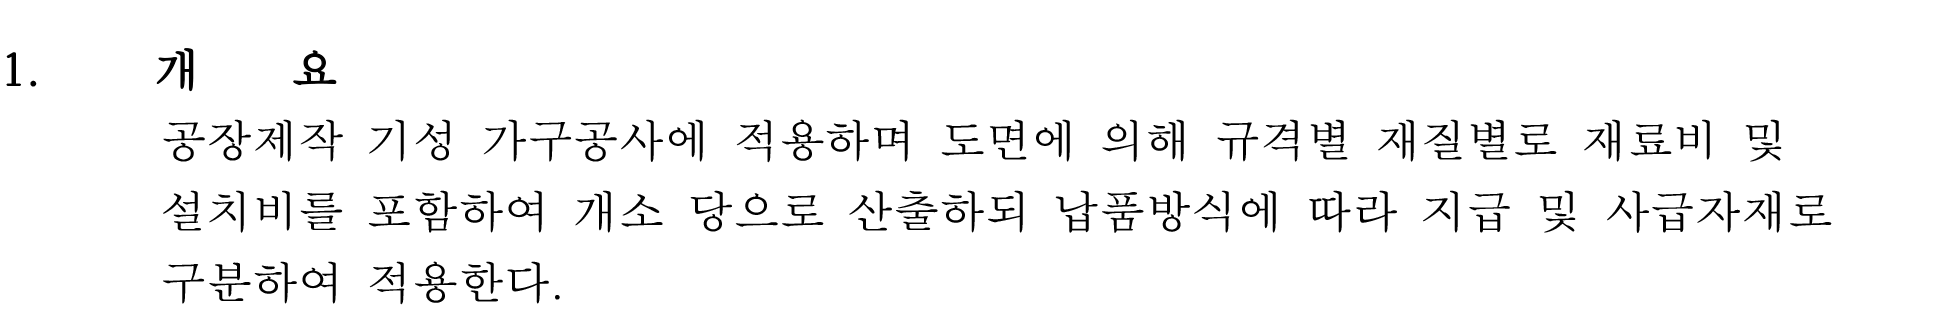 1. 개 요
공장제작 기성 가구공사에 적용하며 도면에 의해 규격별 재질별로 재료비 및
설치비를 포함하여 개소 당으로 산출하되 납품방식에 따라 지급 및 사급자재로
구분하여 적용한다.